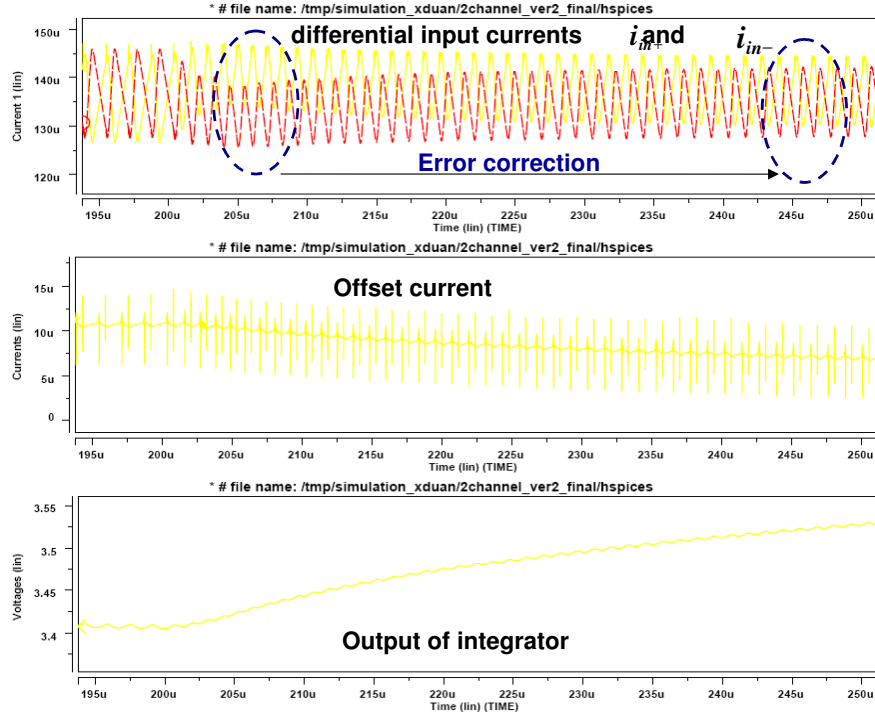 * # file name: /tmp/simulation_xduan/2channel_ver2_final/hspices
differential input currents i_{in+} and i_{in−}
Current 1 (lin)
150u
140u
130u
120u
Error correction
195u 200u 205u 210u 215u 220u 225u 230u 235u 240u 245u 250u
Time (lin) (TIME)
* # file name: /tmp/simulation_xduan/2channel_ver2_final/hspices
Offset current
Currents (lin)
15u
10u
5u
0
195u 200u 205u 210u 215u 220u 225u 230u 235u 240u 245u 250u
Time (lin) (TIME)
* # file name: /tmp/simulation_xduan/2channel_ver2_final/hspices
Voltages (lin)
3.55
3.5
3.45
3.4
Output of integrator
195u 200u 205u 210u 215u 220u 225u 230u 235u 240u 245u 250u
Time (lin) (TIME)